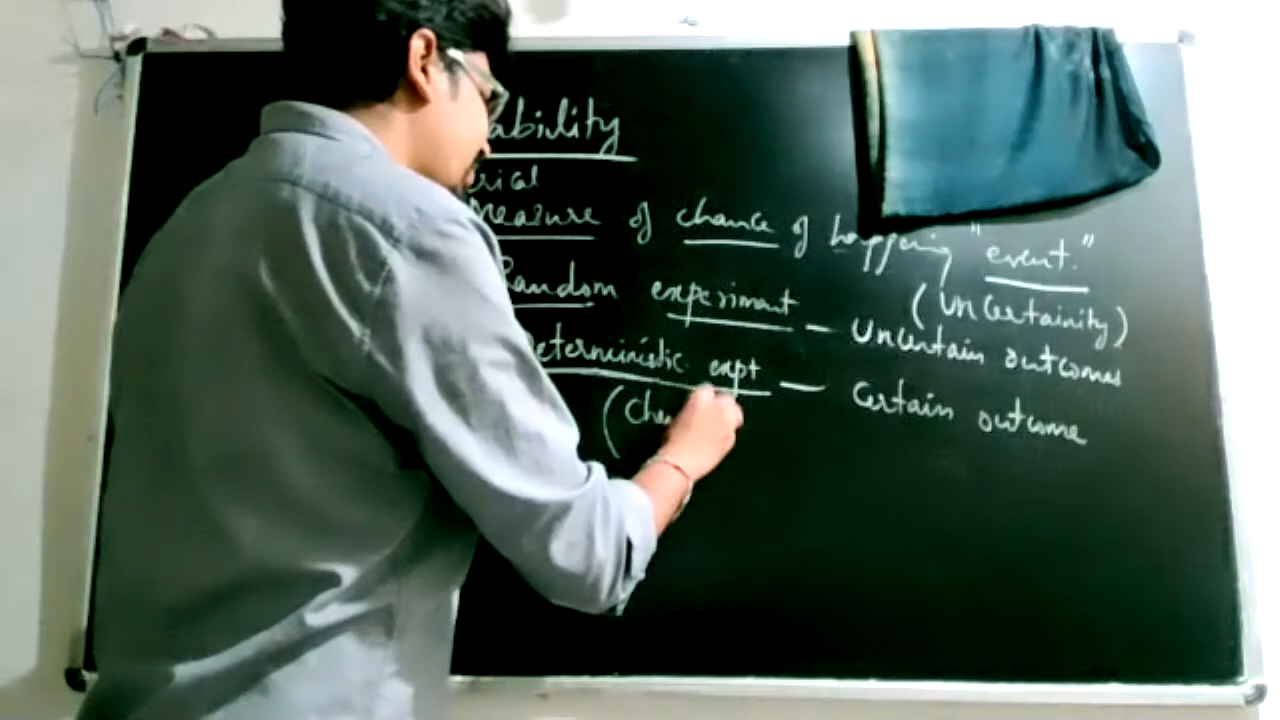 ability
rial
measure of chance of happening "event."
(Uncertainity)
Random experiment — Uncertain outcomes
eterministic expt — Certain outcome
(Che